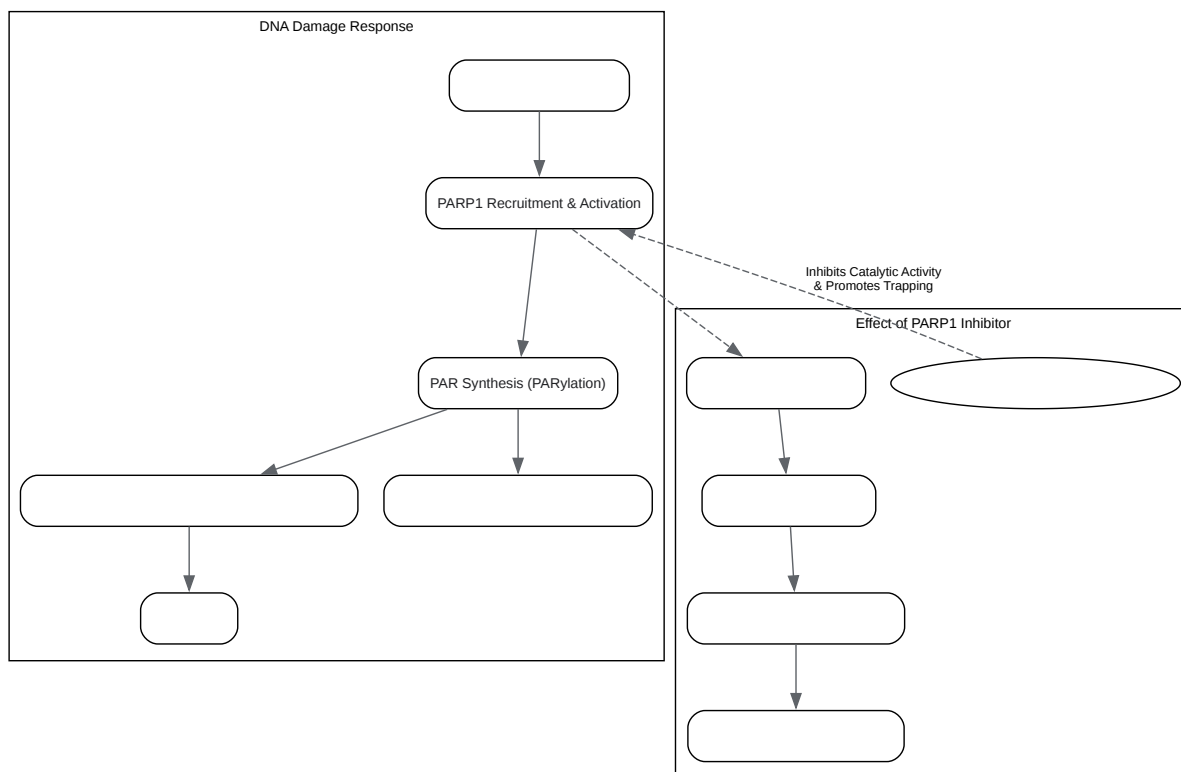 DNA Damage Response
PARP1 Recruitment & Activation
Inhibits Catalytic Activity
& Promotes Trapping
Effect of PARP1 Inhibitor
PAR Synthesis (PARylation)